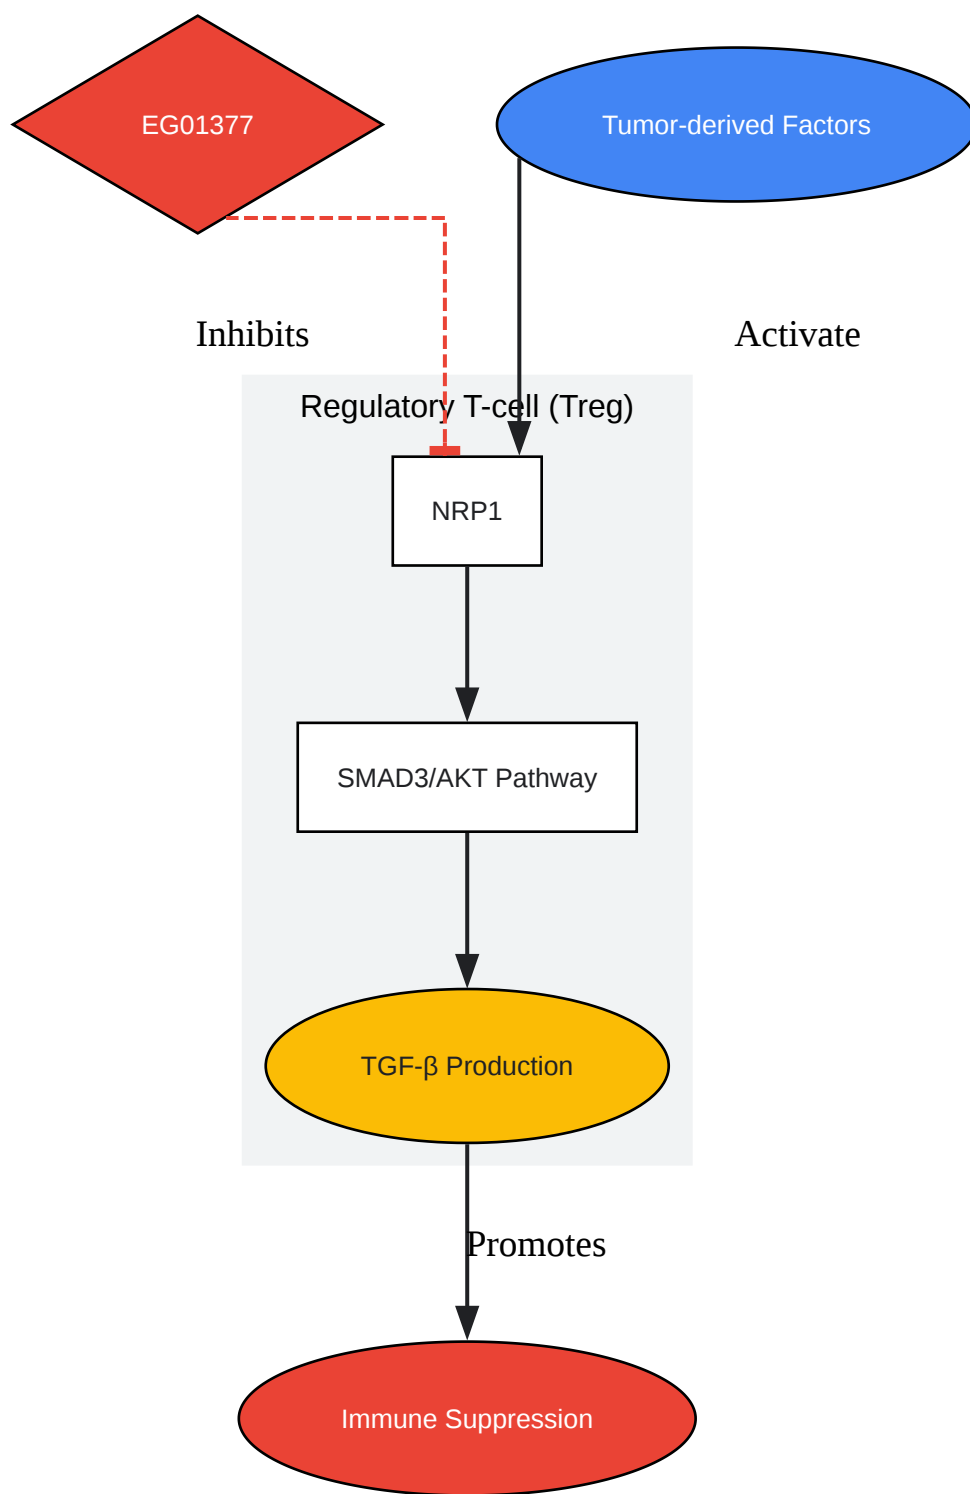 EG01377
Tumor-derived Factors
Inhibits
Activate
Regulatory T-cell (Treg)
NRP1
SMAD3/AKT Pathway
TGF-β Production
Promotes
Immune Suppression